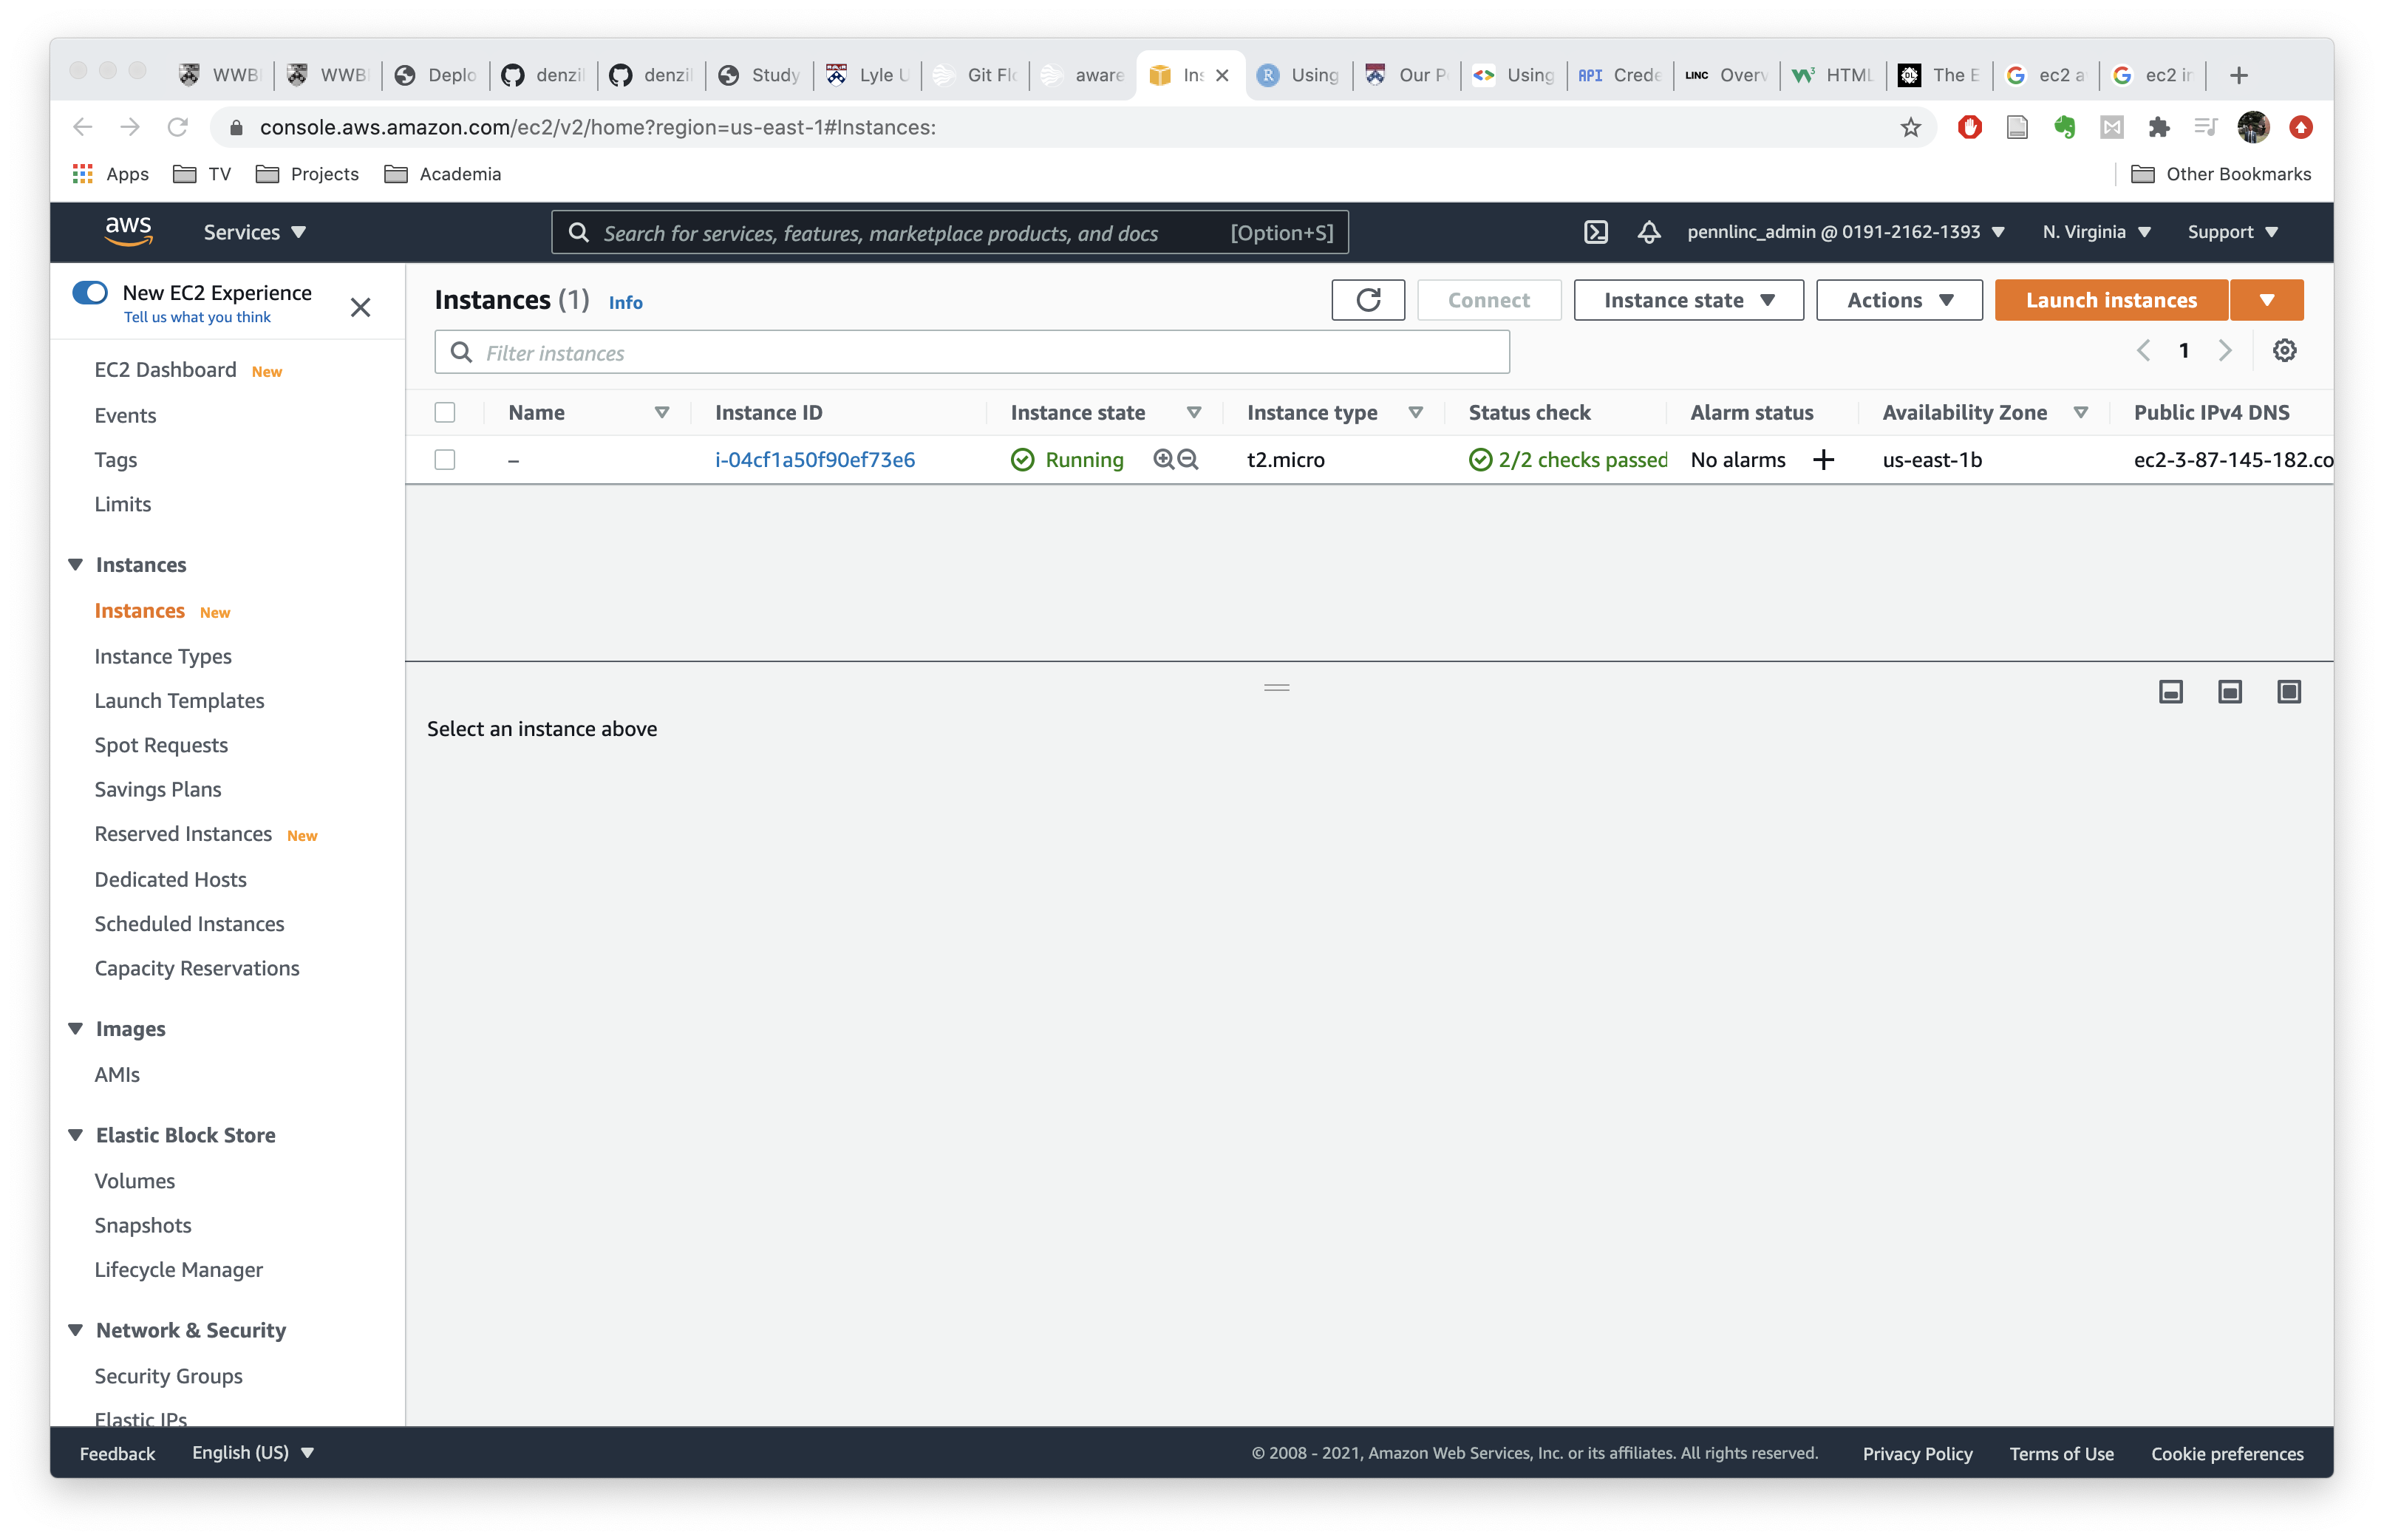 WWB WWB Deplo denzi denzi Study Lyle U Git Flo aware Ins Using Our P Using API Crede LINC Overv HTML The E ec2 a ec2 in
console.aws.amazon.com/ec2/v2/home?region=us-east-1#Instances:
Apps TV Projects Academia Other Bookmarks
aws Services Search for services, features, marketplace products, and docs [Option+S] pennlinc_admin @ 0191-2162-1393 N. Virginia Support
New EC2 Experience
Tell us what you think
EC2 Dashboard New
Events
Tags
Limits
Instances
Instances New
Instance Types
Launch Templates
Spot Requests
Savings Plans
Reserved Instances New
Dedicated Hosts
Scheduled Instances
Capacity Reservations
Images
AMIs
Elastic Block Store
Volumes
Snapshots
Lifecycle Manager
Network & Security
Security Groups
Elastic IPs
Instances (1) Info Connect Instance state Actions Launch instances
Filter instances 1
Name Instance ID Instance state Instance type Status check Alarm status Availability Zone Public IPv4 DNS
– i-04cf1a50f90ef73e6 Running t2.micro 2/2 checks passed No alarms + us-east-1b ec2-3-87-145-182.co
Select an instance above
Feedback English (US) © 2008 - 2021, Amazon Web Services, Inc. or its affiliates. All rights reserved. Privacy Policy Terms of Use Cookie preferences